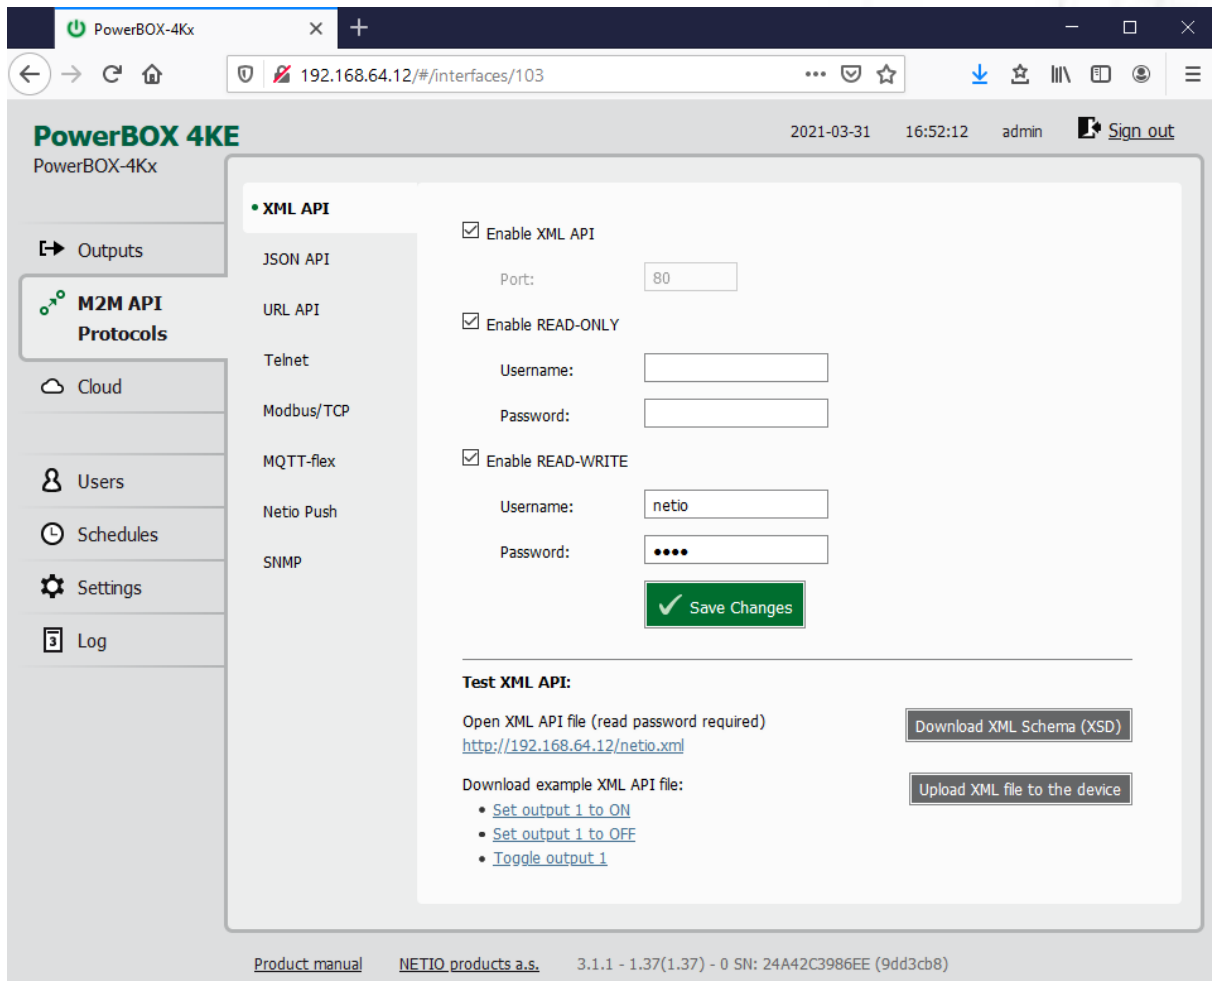 PowerBOX-4Kx
192.168.64.12/#/interfaces/103
PowerBOX 4KE
PowerBOX-4Kx
2021-03-31 16:52:12 admin Sign out
Outputs
M2M API
Protocols
Cloud
Users
Schedules
Settings
3 Log
XML API
JSON API
URL API
Telnet
Modbus/TCP
MQTT-flex
Netio Push
SNMP
Enable XML API
Port: 80
Enable READ-ONLY
Username:
Password:
Enable READ-WRITE
Username: netio
Password: ••••
Save Changes
Test XML API:
Open XML API file (read password required)
http://192.168.64.12/netio.xml
Download XML Schema (XSD)
Download example XML API file:
Upload XML file to the device
• Set output 1 to ON
• Set output 1 to OFF
• Toggle output 1
Product manual NETIO products a.s. 3.1.1 - 1.37(1.37) - 0 SN: 24A42C3986EE (9dd3cb8)